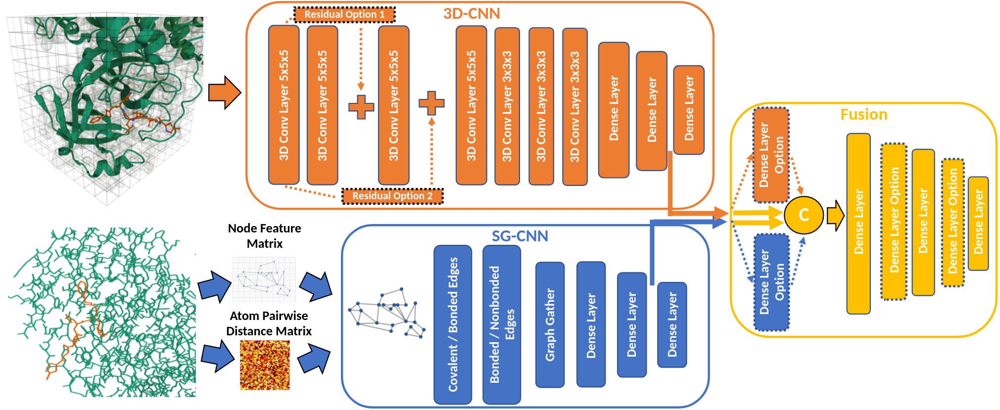 Residual Option 1
3D-CNN
3D Conv Layer 5x5x5
3D Conv Layer 5x5x5
3D Conv Layer 5x5x5
3D Conv Layer 5x5x5
3D Conv Layer 3x3x3
3D Conv Layer 3x3x3
3D Conv Layer 3x3x3
Dense Layer
Dense Layer
Dense Layer
Residual Option 2
Node Feature
Matrix
Atom Pairwise
Distance Matrix
SG-CNN
Covalent / Bonded Edges
Bonded / Nonbonded
Edges
Graph Gather
Dense Layer
Dense Layer
Dense Layer
Fusion
Dense Layer
Option
C
Dense Layer
Option
Dense Layer
Dense Layer Option
Dense Layer
Dense Layer Option
Dense Layer